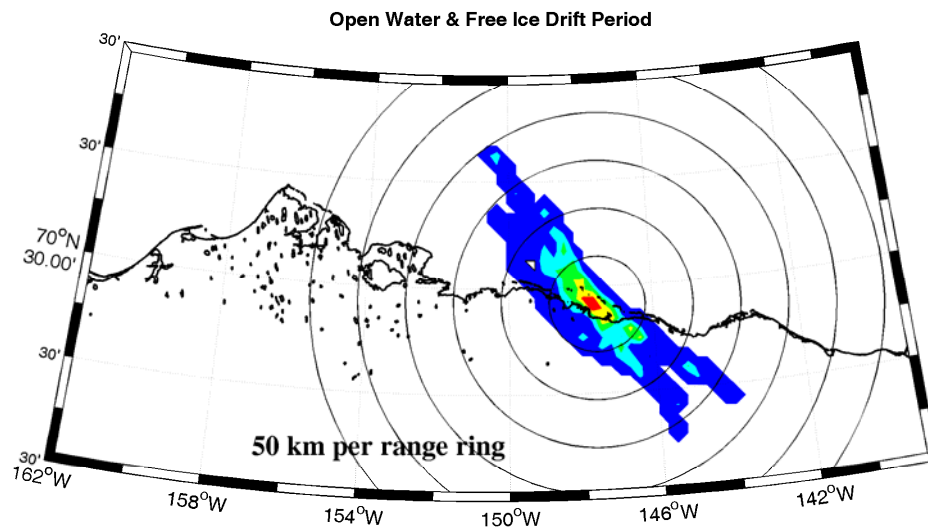 Open Water & Free Ice Drift Period
30'
30'
70°N
30.00'
30'
30'
162°W
158°W
154°W
150°W
146°W
142°W
50 km per range ring